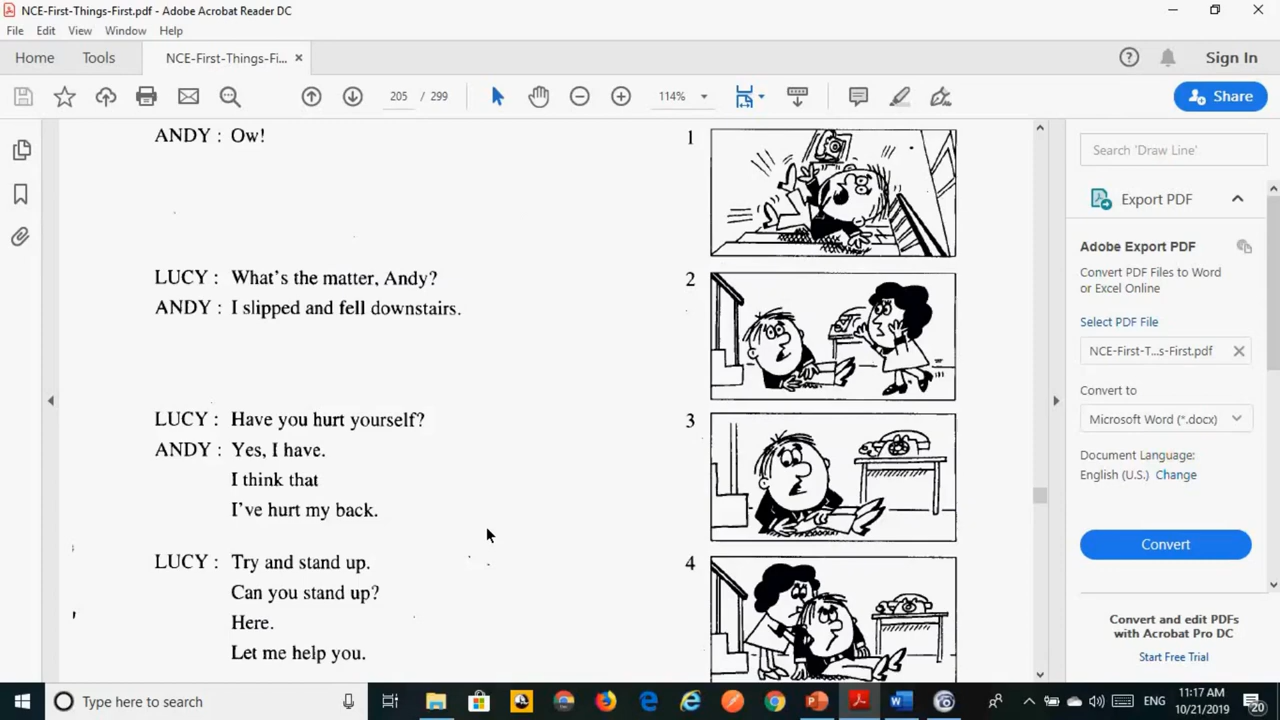 NCE-First-Things-First.pdf - Adobe Acrobat Reader DC
File Edit View Window Help
Home Tools NCE-First-Things-Fi... × Sign In
205 / 299 114% Share
ANDY : Ow!
1
LUCY : What's the matter, Andy?
2
ANDY : I slipped and fell downstairs.
LUCY : Have you hurt yourself?
3
ANDY : Yes, I have.
I think that
I've hurt my back.
LUCY : Try and stand up.
4
Can you stand up?
Here.
Let me help you.
Search 'Draw Line'
Export PDF
Adobe Export PDF
Convert PDF Files to Word
or Excel Online
Select PDF File
NCE-First-T...s-First.pdf
Convert to
Microsoft Word (*.docx)
Document Language:
English (U.S.) Change
Convert
Convert and edit PDFs
with Acrobat Pro DC
Start Free Trial
Type here to search
ENG
11:17 AM
10/21/2019
20